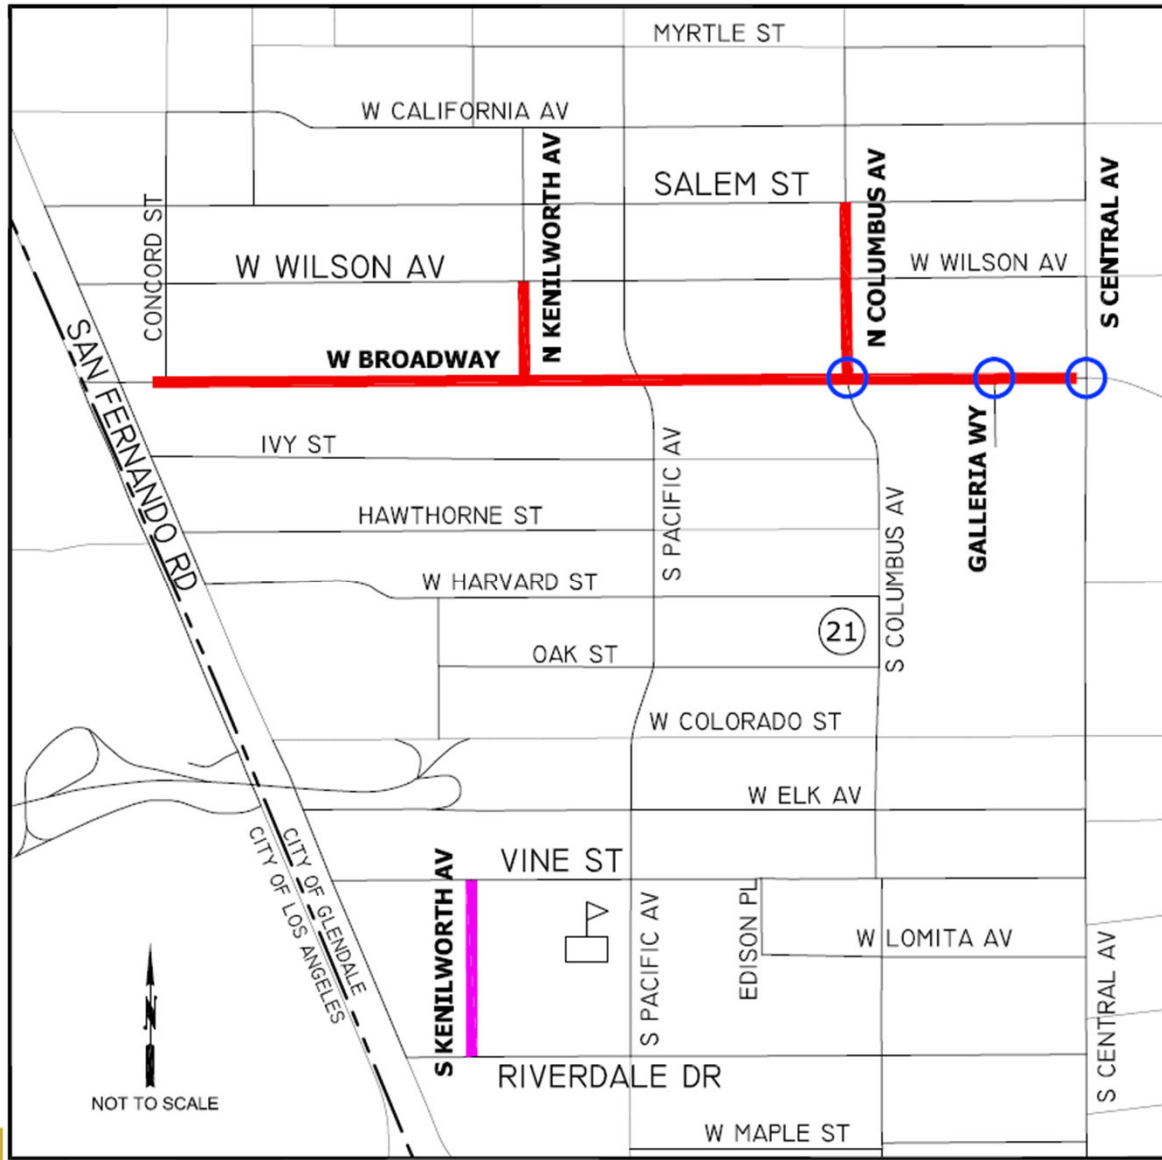 MYRTLE ST
W CALIFORNIA AV
N KENILWORTH AV
SALEM ST
N COLUMBUS AV
S CENTRAL AV
CONCORD ST
W WILSON AV
W WILSON AV
W BROADWAY
SAN FERNANDO RD
IVY ST
S PACIFIC AV
GALLERIA WY
HAWTHORNE ST
S COLUMBUS AV
W HARVARD ST
21
OAK ST
W COLORADO ST
W ELK AV
CITY OF GLENDALE
CITY OF LOS ANGELES
S KENILWORTH AV
VINE ST
EDISON PL
S PACIFIC AV
W LOMITA AV
S CENTRAL AV
N
RIVERDALE DR
NOT TO SCALE
W MAPLE ST